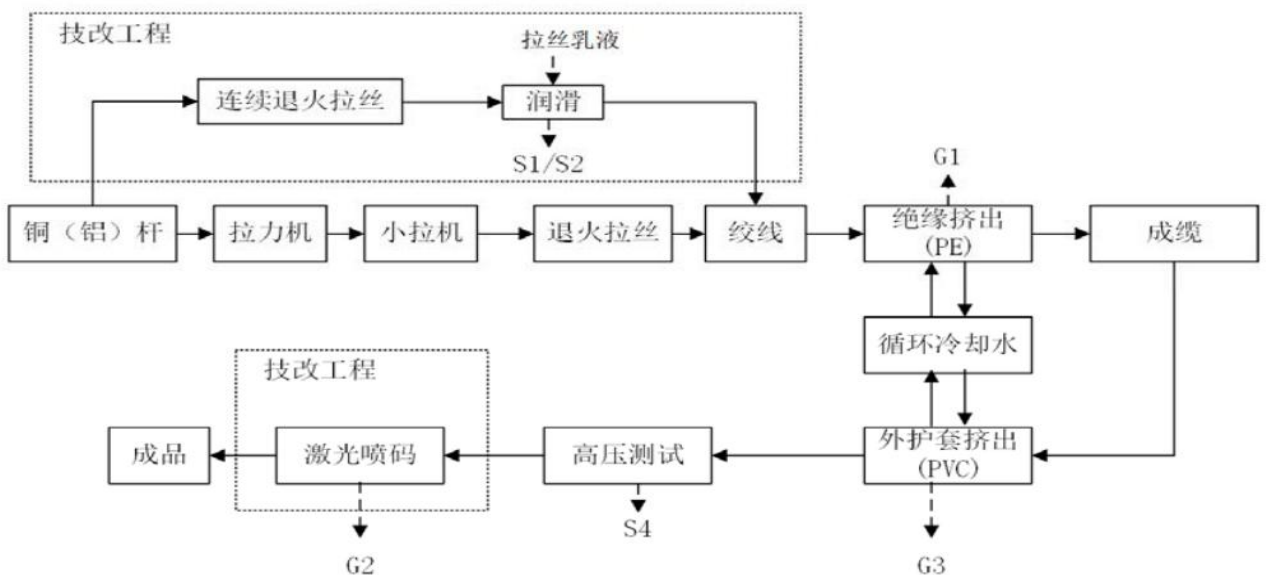 技改工程
拉丝乳液
连续退火拉丝
润滑
S1/S2
G1
铜（铝）杆
拉力机
小拉机
退火拉丝
绞线
绝缘挤出
(PE)
成缆
循环冷却水
技改工程
成品
激光喷码
高压测试
外护套挤出
(PVC)
S4
G2
G3